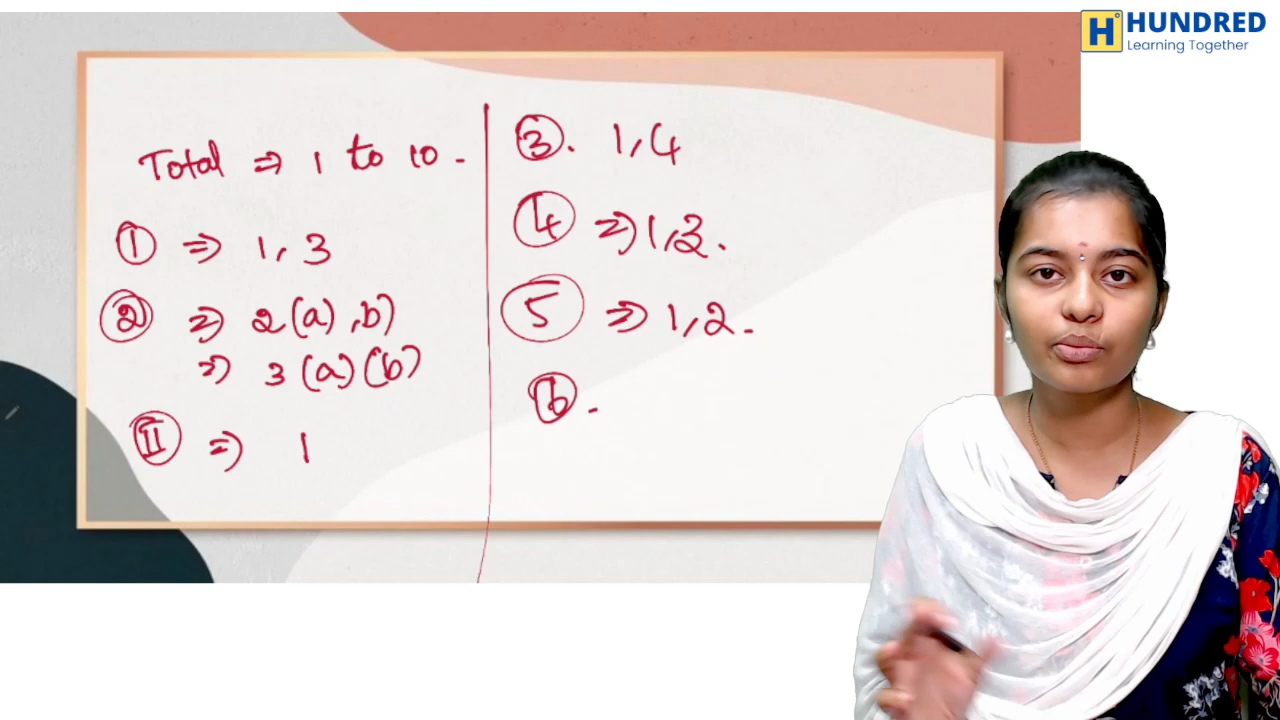 HUNDRED
Learning Together
Total ⇒ 1 to 10.
① ⇒ 1, 3
② ⇒ 2(a), b)
⇒ 3 (a) (b)
II ⇒ 1
③. 1, 4
④ ⇒ 1, 2.
⑤ ⇒ 1, 2.
⑥.